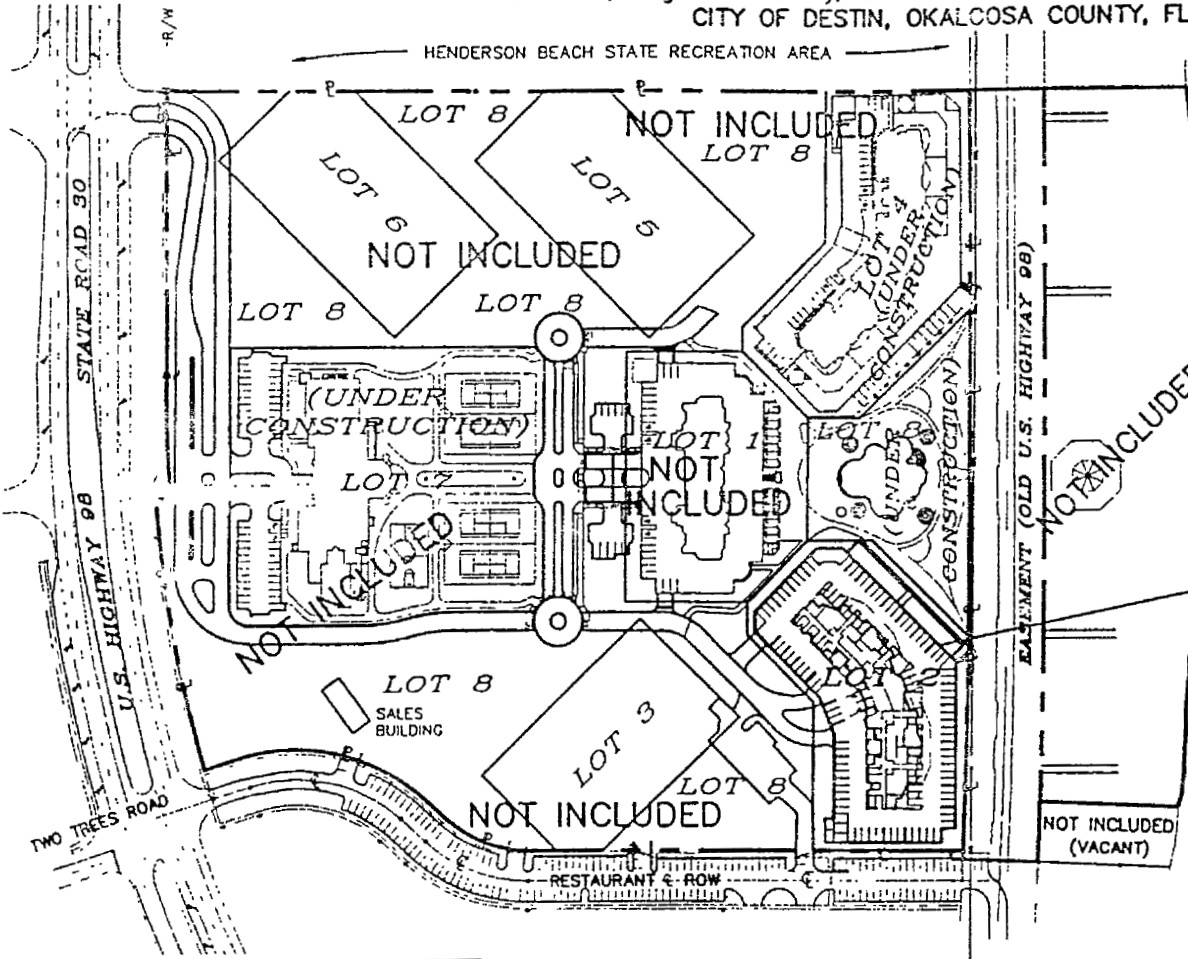 CITY OF DESTIN, OKALOOSA COUNTY, FL
HENDERSON BEACH STATE RECREATION AREA
R/W
LOT 8
NOT INCLUDED
LOT 8
LOT 6
LOT 5
LOT 4
(UNDER
CONSTRUCTION)
NOT INCLUDED
LOT 8
LOT 8
STATE ROAD 30
U.S. HIGHWAY 98
EASEMENT (OLD U.S. HIGHWAY 98)
(UNDER
CONSTRUCTION)
LOT 7
NOT INCLUDED
LOT 1
NOT
INCLUDED
LOT 8
(UNDER
CONSTRUCTION)
NOT INCLUDED
LOT 2
LOT 8
SALES
BUILDING
LOT 3
LOT 8
NOT INCLUDED
TWO TREES ROAD
RESTAURANT ROW
NOT INCLUDED
(VACANT)